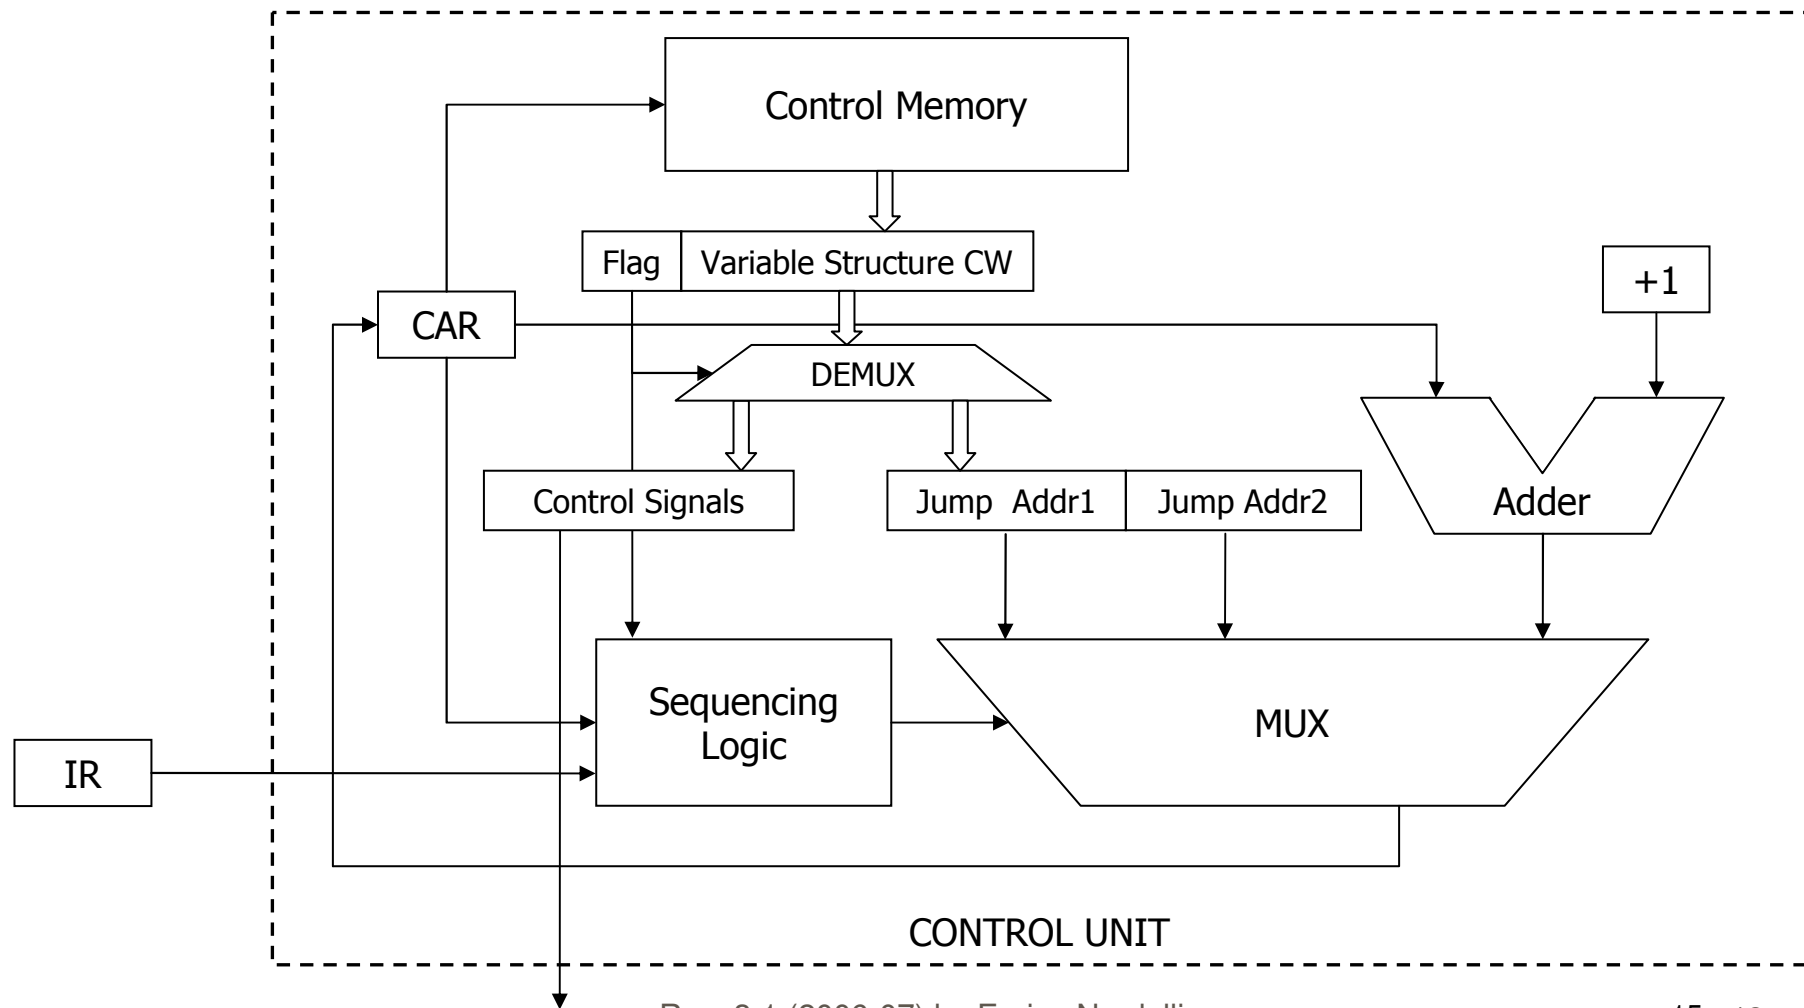 Control Memory
Flag
Variable Structure CW
+1
CAR
DEMUX
Control Signals
Jump Addr1
Jump Addr2
Adder
Sequencing
Logic
MUX
IR
CONTROL UNIT